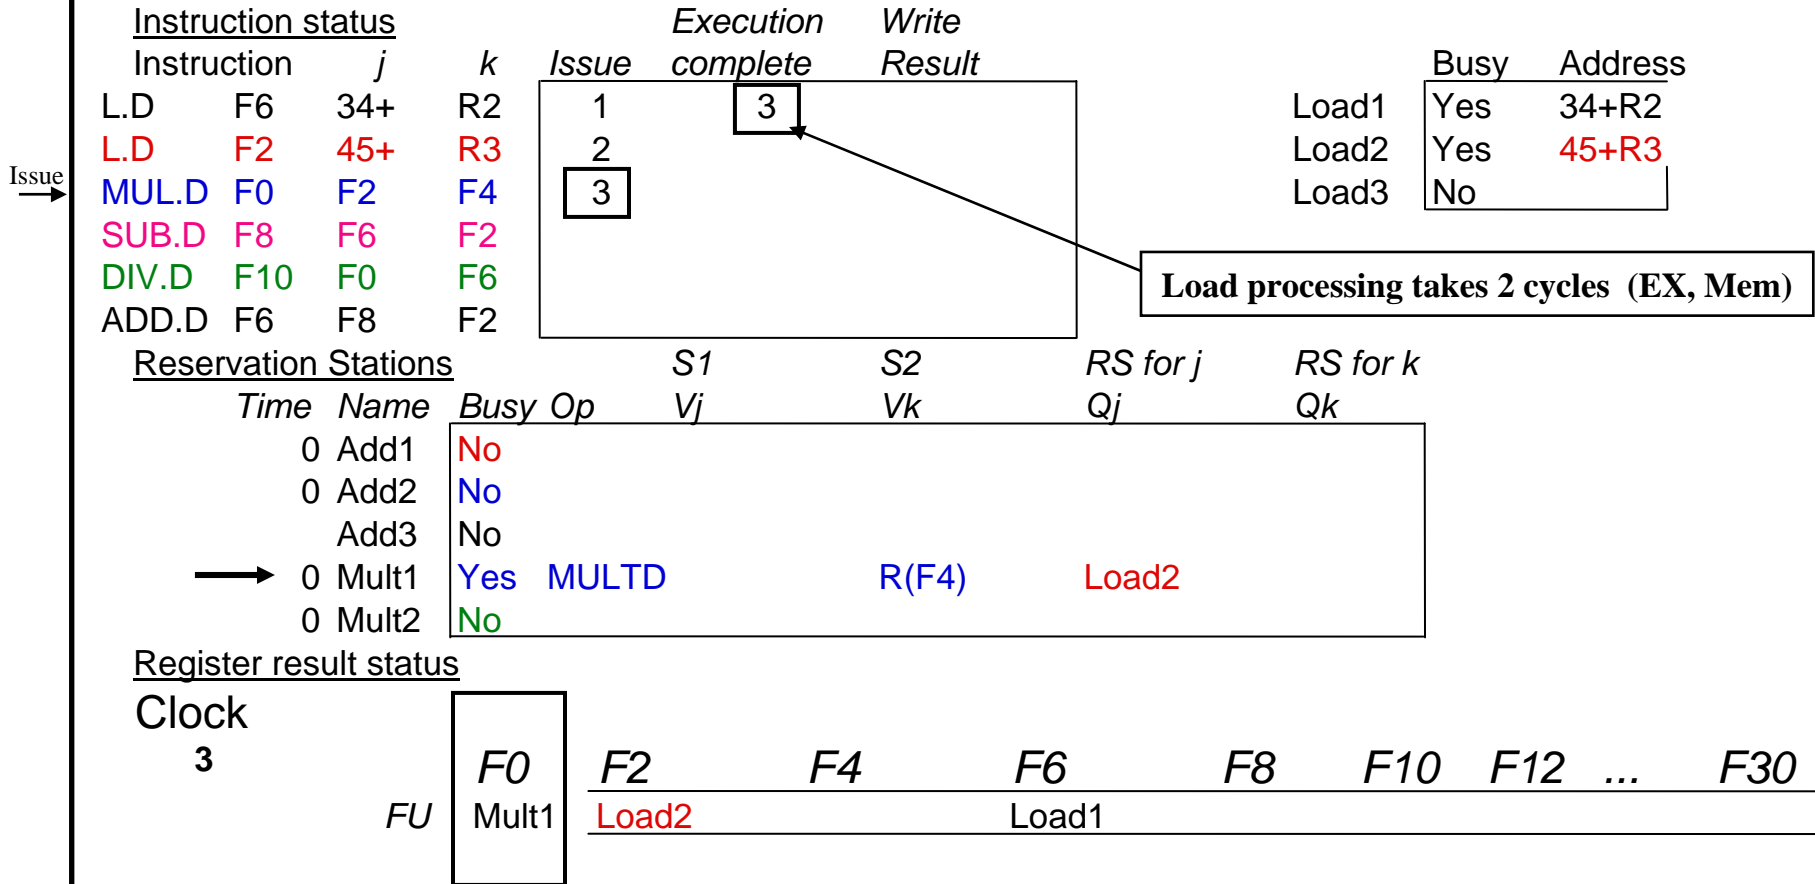 Instruction status Execution Write
Instruction j k Issue complete Result Busy Address
L.D F6 34+ R2 1 3 Load1 Yes 34+R2
L.D F2 45+ R3 2 Load2 Yes 45+R3
Issue MUL.D F0 F2 F4 3 Load3 No
SUB.D F8 F6 F2
DIV.D F10 F0 F6
Load processing takes 2 cycles (EX, Mem)
ADD.D F6 F8 F2
Reservation Stations S1 S2 RS for j RS for k
Time Name Busy Op Vj Vk Qj Qk
0 Add1 No
0 Add2 No
Add3 No
0 Mult1 Yes MULTD R(F4) Load2
0 Mult2 No
Register result status
Clock
3 F0 F2 F4 F6 F8 F10 F12 ... F30
FU Mult1 Load2 Load1